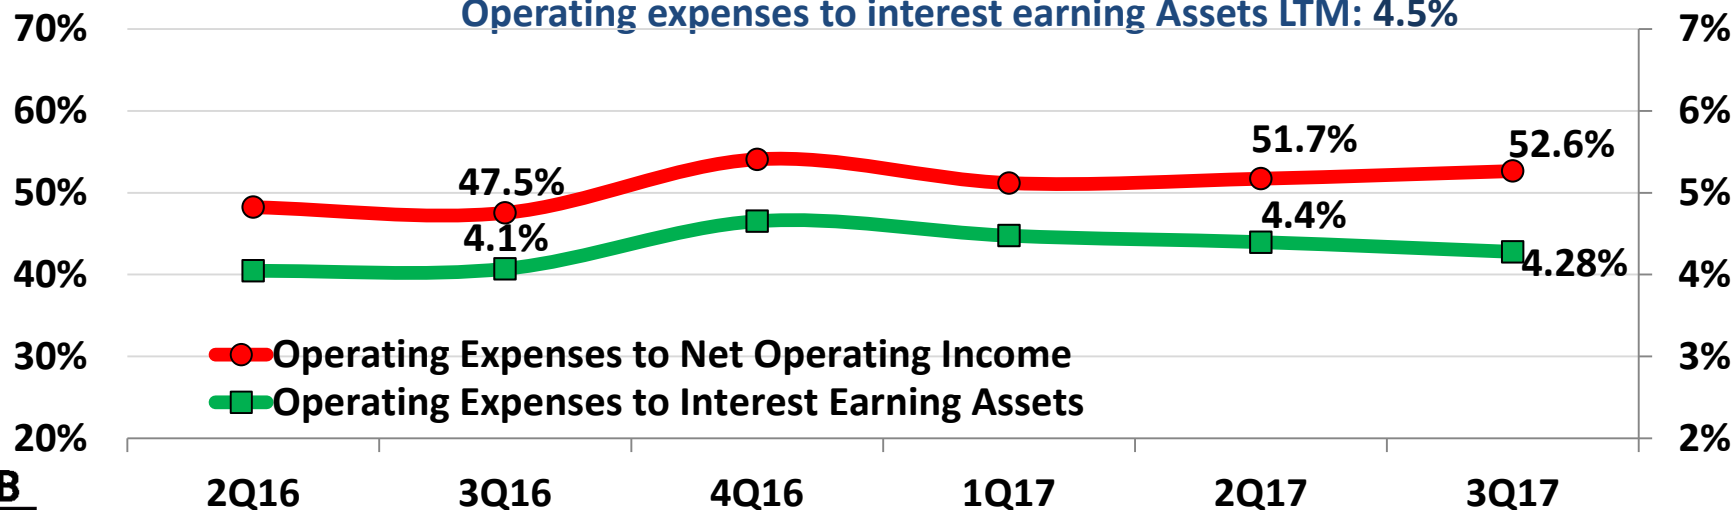 Operating expenses to interest earning Assets LTM: 4.5%
70% 7%
60% 6%
51.7% 52.6%
47.5%
50% 5%
4.4%
4.1%
4.28%
40% 4%
30% Operating Expenses to Net Operating Income 3%
Operating Expenses to Interest Earning Assets
20% 2%
B 2Q16 3Q16 4Q16 1Q17 2Q17 3Q17